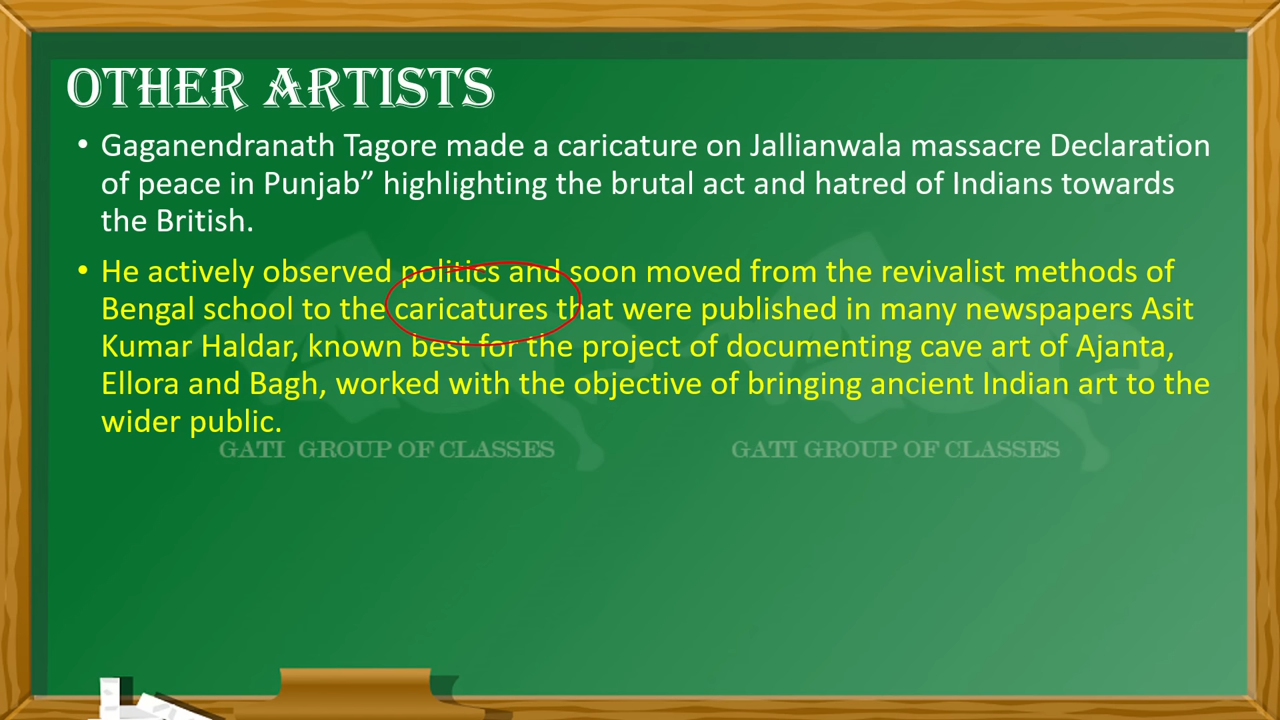 OTHER ARTISTS
• Gaganendranath Tagore made a caricature on Jallianwala massacre Declaration
of peace in Punjab” highlighting the brutal act and hatred of Indians towards
the British.
• He actively observed politics and soon moved from the revivalist methods of
Bengal school to the caricatures that were published in many newspapers Asit
Kumar Haldar, known best for the project of documenting cave art of Ajanta,
Ellora and Bagh, worked with the objective of bringing ancient Indian art to the
wider public.
GATI GROUP OF CLASSES
GATI GROUP OF CLASSES